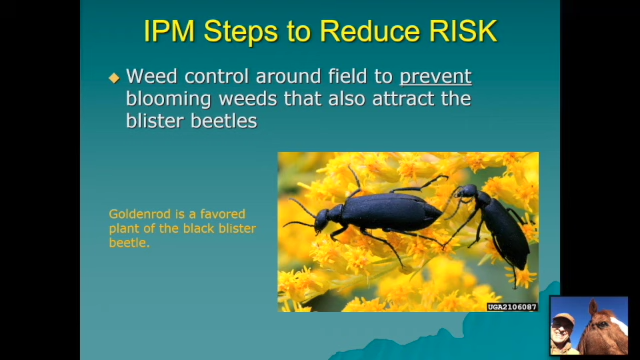 IPM Steps to Reduce RISK
Weed control around field to prevent
blooming weeds that also attract the
blister beetles
Goldenrod is a favored
plant of the black blister
beetle.
UGA2106087